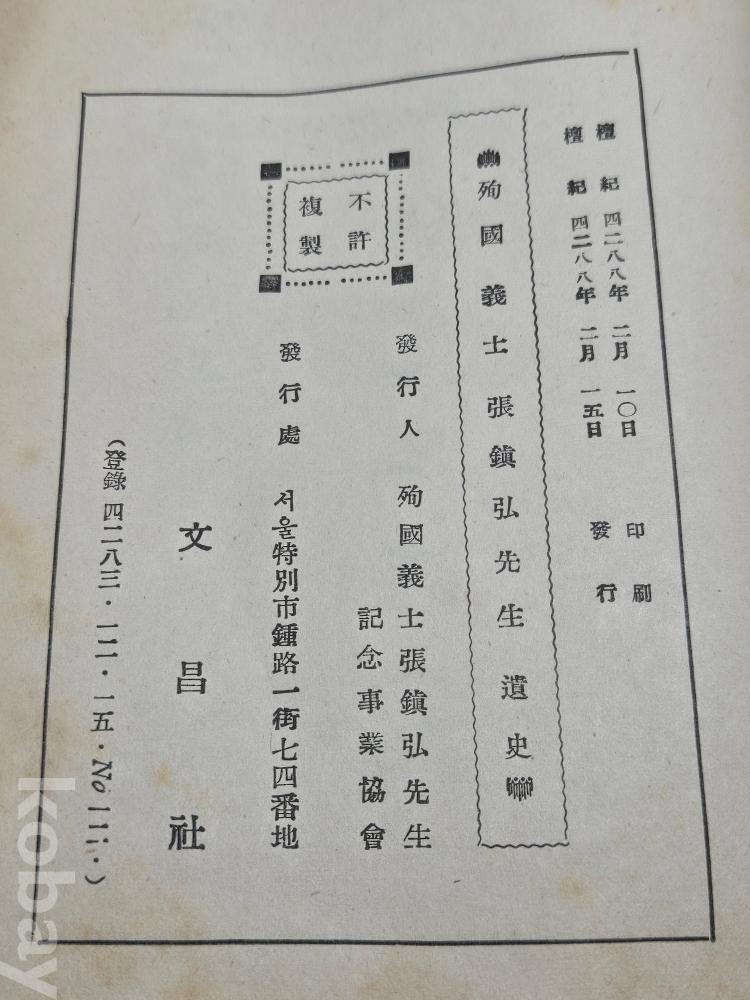 檀紀四二八八年 二月 一〇日 印刷
檀紀四二八八年 二月 一五日 發行
殉國義士 張鎭弘先生 遺史
不許
複製
發行人 殉國義士張鎭弘先生
記念事業協會
發行處 서울特別市鍾路一街七四番地
文昌社
(登錄 四二八三·一二·一五·No111·)
kobay